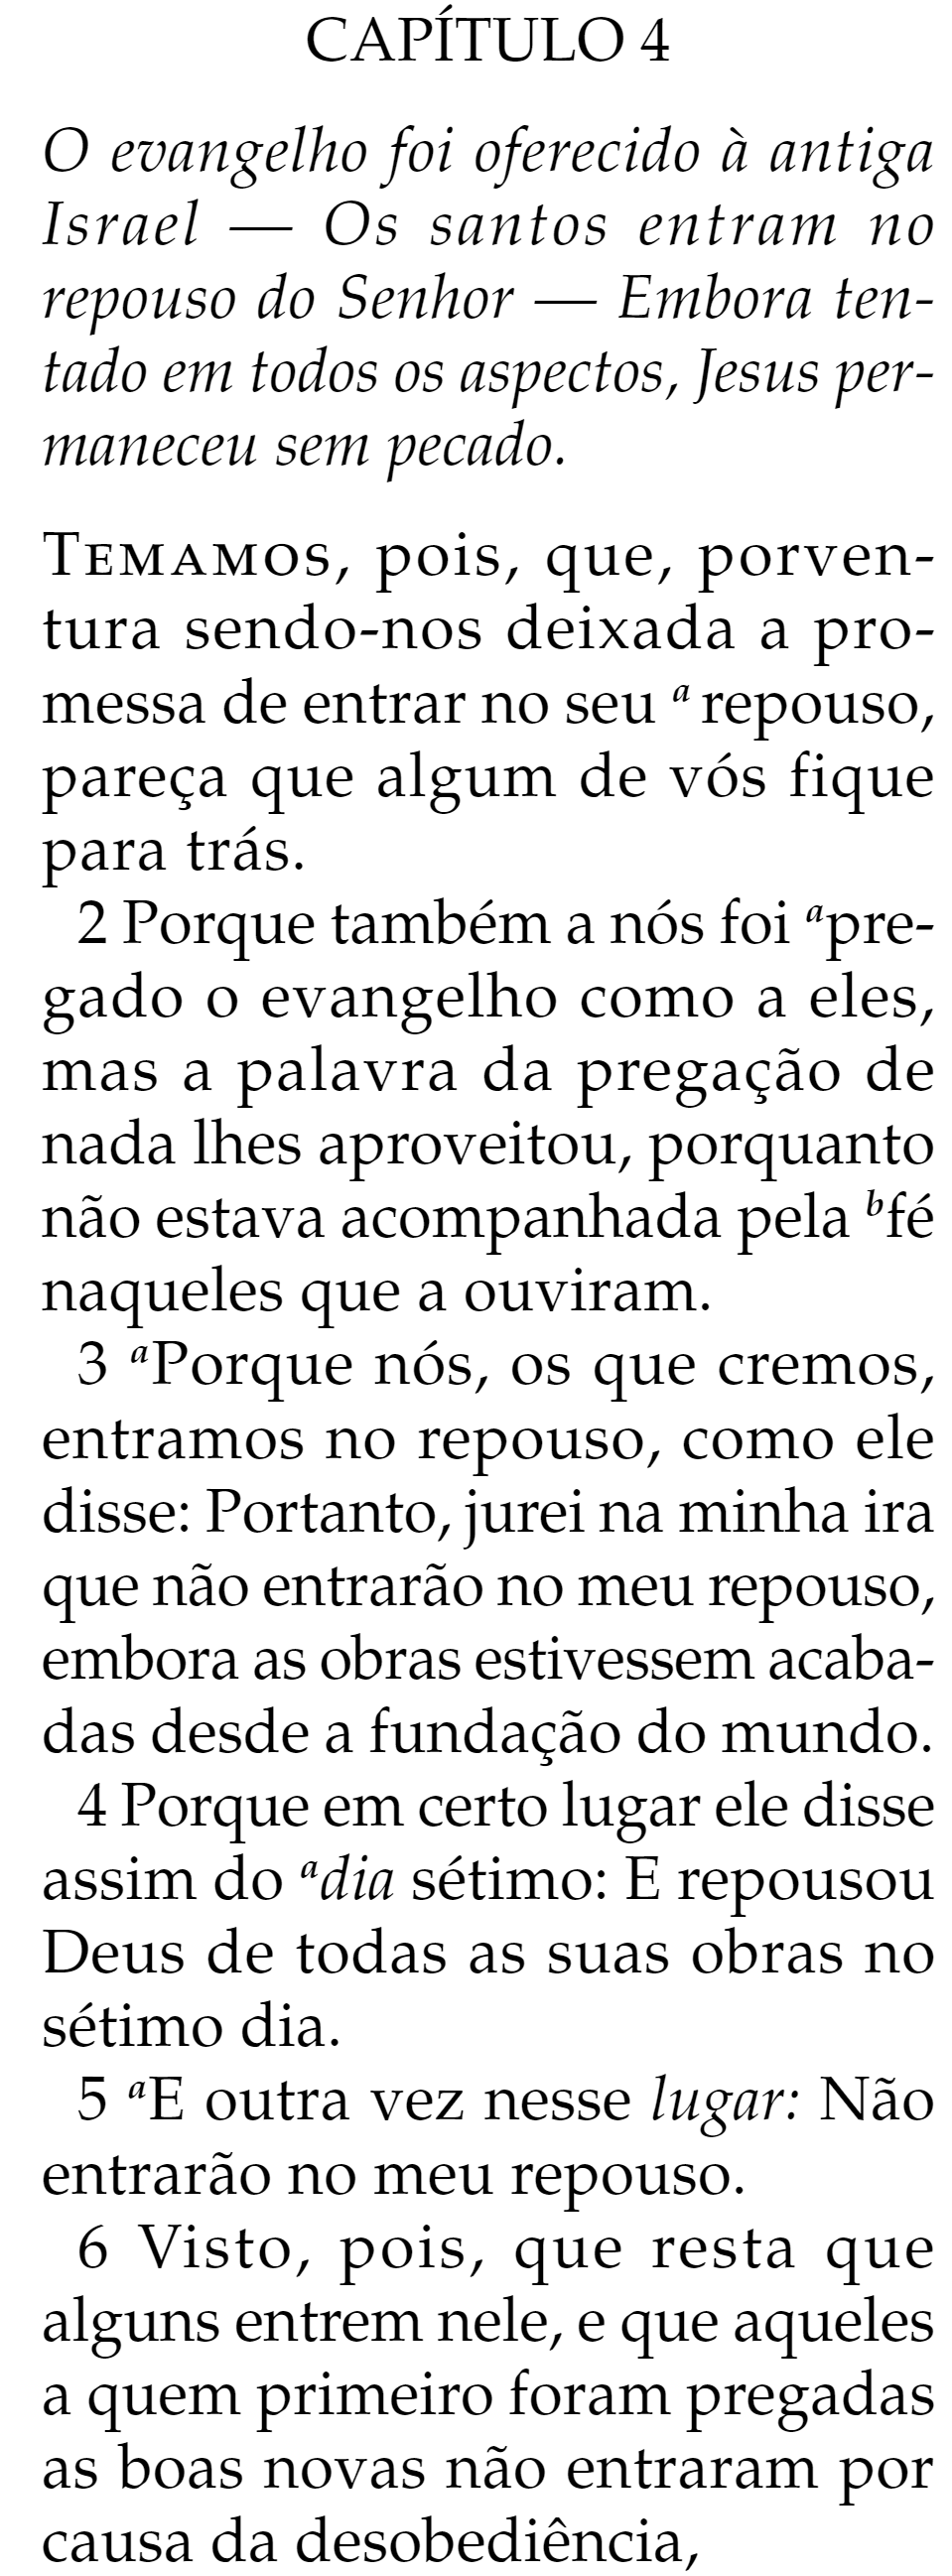 CAPÍTULO 4
O evangelho foi oferecido à antiga
Israel — Os santos entram no
repouso do Senhor — Embora ten-
tado em todos os aspectos, Jesus per-
maneceu sem pecado.
Temamos, pois, que, porven-
tura sendo-nos deixada a pro-
messa de entrar no seu a repouso,
pareça que algum de vós fique
para trás.
2 Porque também a nós foi apre-
gado o evangelho como a eles,
mas a palavra da pregação de
nada lhes aproveitou, porquanto
não estava acompanhada pela bfé
naqueles que a ouviram.
3 aPorque nós, os que cremos,
entramos no repouso, como ele
disse: Portanto, jurei na minha ira
que não entrarão no meu repouso,
embora as obras estivessem acaba-
das desde a fundação do mundo.
4 Porque em certo lugar ele disse
assim do adia sétimo: E repousou
Deus de todas as suas obras no
sétimo dia.
5 aE outra vez nesse lugar: Não
entrarão no meu repouso.
6 Visto, pois, que resta que
alguns entrem nele, e que aqueles
a quem primeiro foram pregadas
as boas novas não entraram por
causa da desobediência,